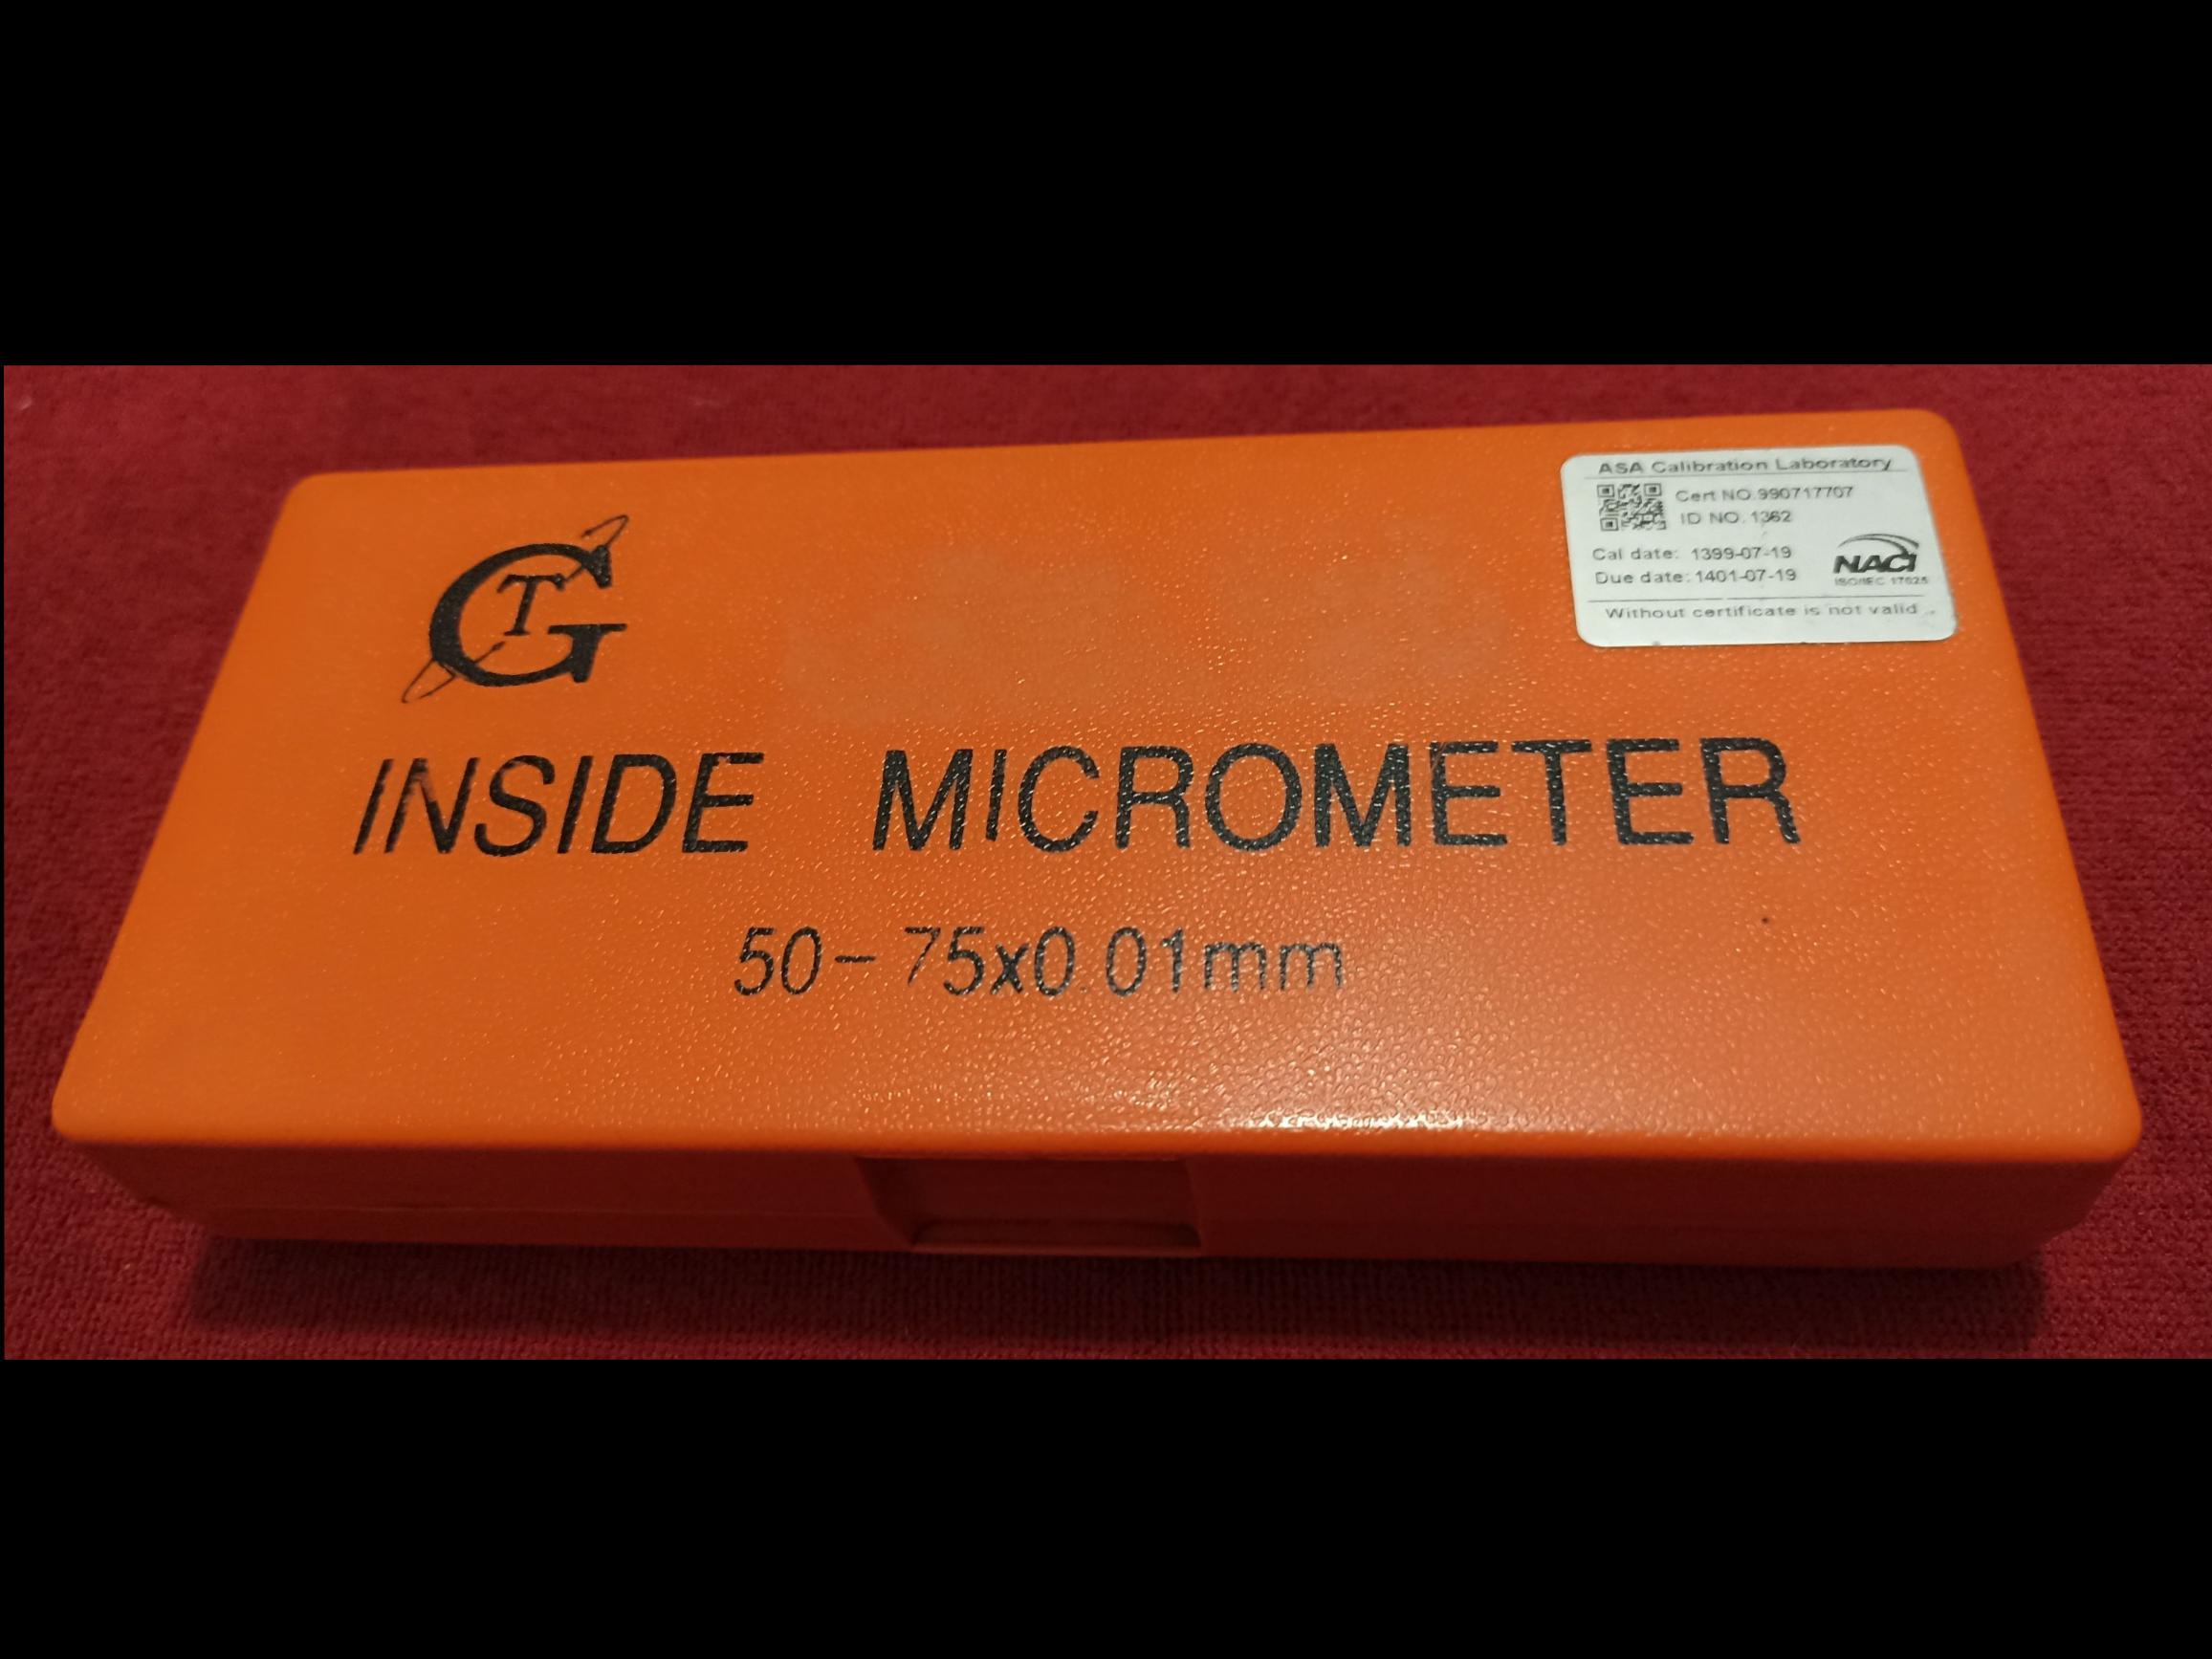 GT
ASA Calibration Laboratory
Cert NO.990717707
ID NO. 1362
Cal date: 1399-07-19
Due date: 1401-07-19
NACI
ISO/IEC 17025
Without certificate is not valid
INSIDE MICROMETER
50-75x0.01mm